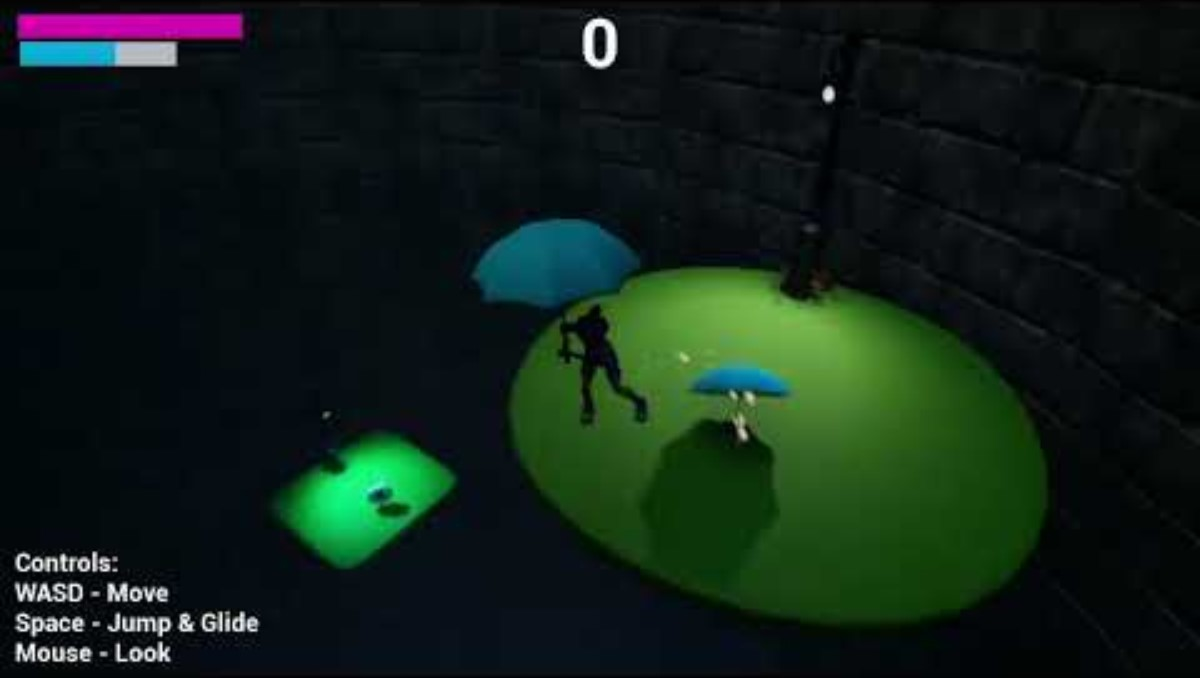 0
Controls:
WASD - Move
Space - Jump & Glide
Mouse - Look